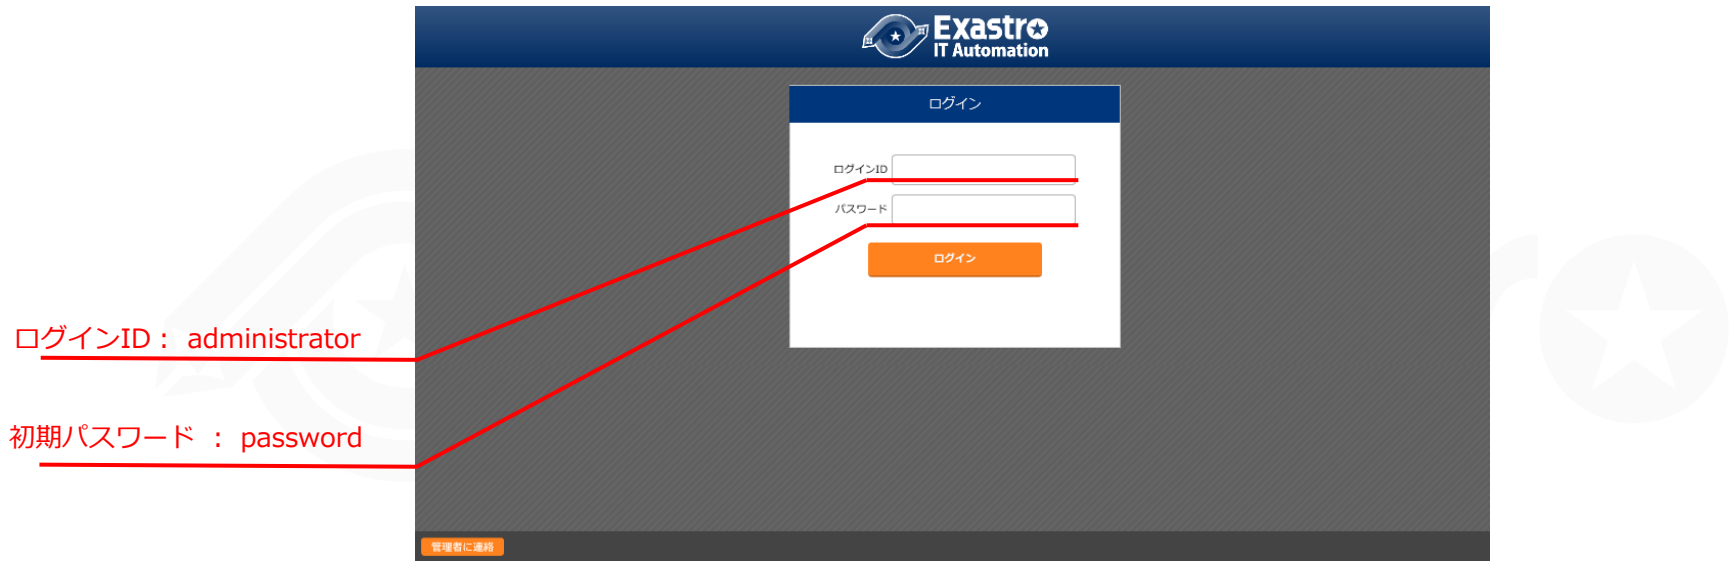 Exastro
IT Automation
ログイン
ログインID
パスワード
ログイン
ログインID： administrator
初期パスワード ： password
管理者に連絡